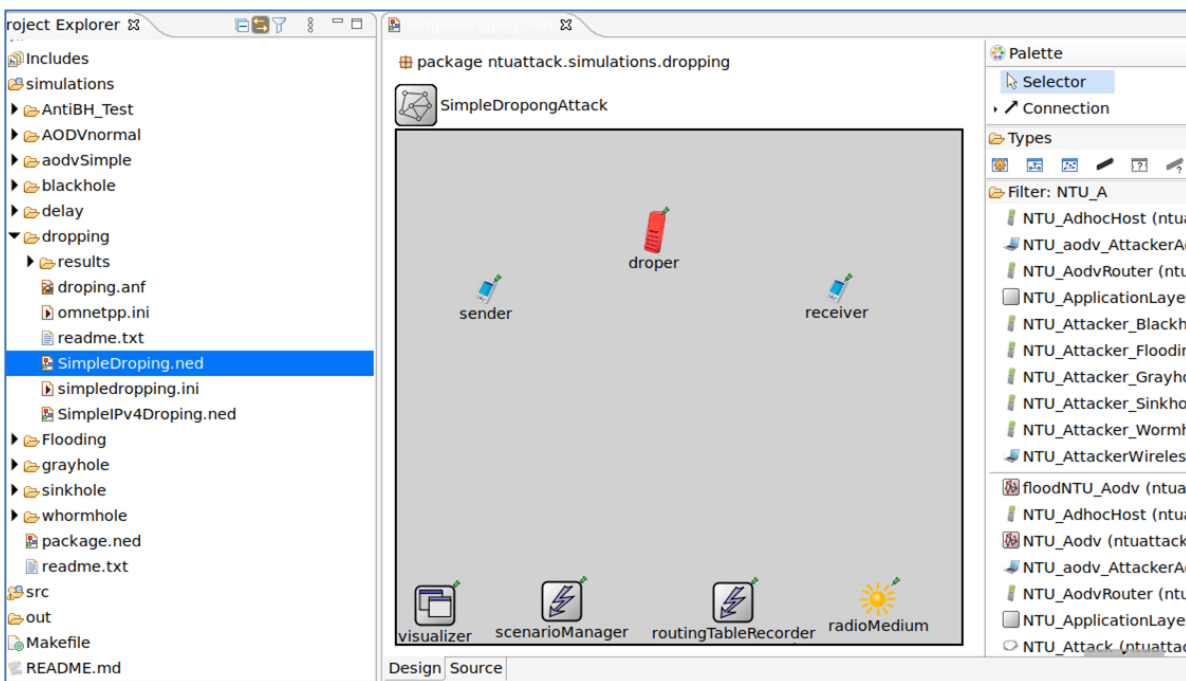 roject Explorer
Includes
simulations
AntiBH_Test
AODVnormal
aodvSimple
blackhole
delay
dropping
results
droping.anf
omnetpp.ini
readme.txt
SimpleDroping.ned
simpledropping.ini
SimpleIPv4Droping.ned
Flooding
grayhole
sinkhole
whormhole
package.ned
readme.txt
src
out
Makefile
README.md
SimpleDroping.ned
package ntuattack.simulations.dropping
SimpleDropongAttack
droper
sender
receiver
visualizer
scenarioManager
routingTableRecorder
radioMedium
Design Source
Palette
Selector
Connection
Types
Filter: NTU_A
NTU_AdhocHost (ntua
NTU_aodv_AttackerA
NTU_AodvRouter (ntu
NTU_ApplicationLaye
NTU_Attacker_Blackh
NTU_Attacker_Floodin
NTU_Attacker_Grayho
NTU_Attacker_Sinkho
NTU_Attacker_Wormh
NTU_AttackerWireles
floodNTU_Aodv (ntua
NTU_AdhocHost (ntua
NTU_Aodv (ntuattack
NTU_aodv_AttackerA
NTU_AodvRouter (ntu
NTU_ApplicationLaye
NTU_Attack (ntuattac